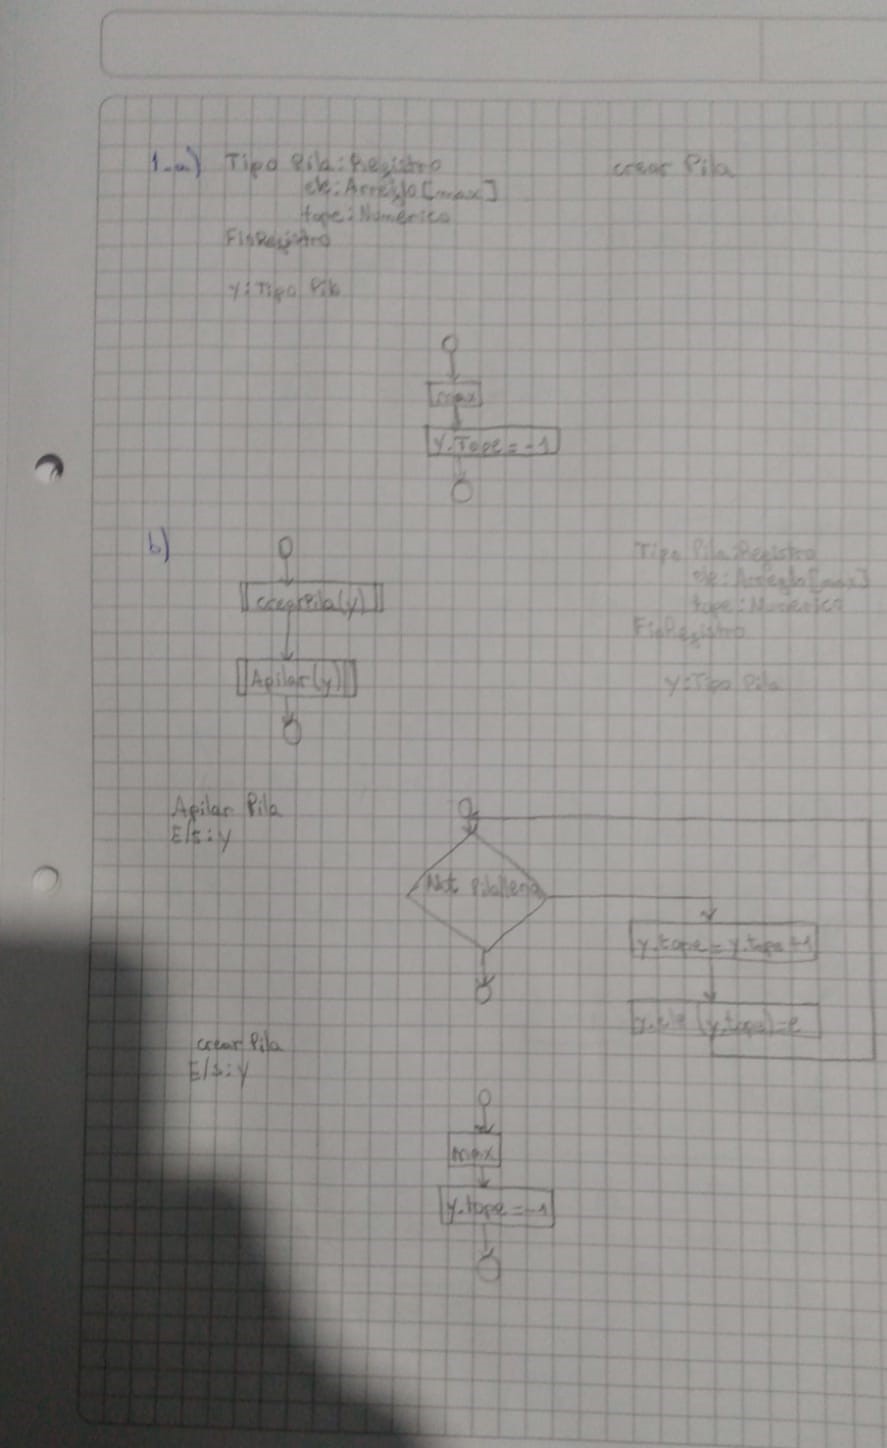 1-a) Tipo Pila: Registro
crear Pila
ele: Arreglo [max]
tope: Numerico
FinRegistro
y: Tipo Pila
max
y.Tope = -1
b)
crearPila(y)
Apilar(y)
Tipo Pila: Registro
ele: Arreglo [max]
tope: Numerico
FinRegistro
y: Tipo Pila
Apilar Pila
E/s: y
Not Pilallena
y.tope = y.tope +1
y.ele (y.tope) = e
crear Pila
E/s: y
max
y.tope = -1